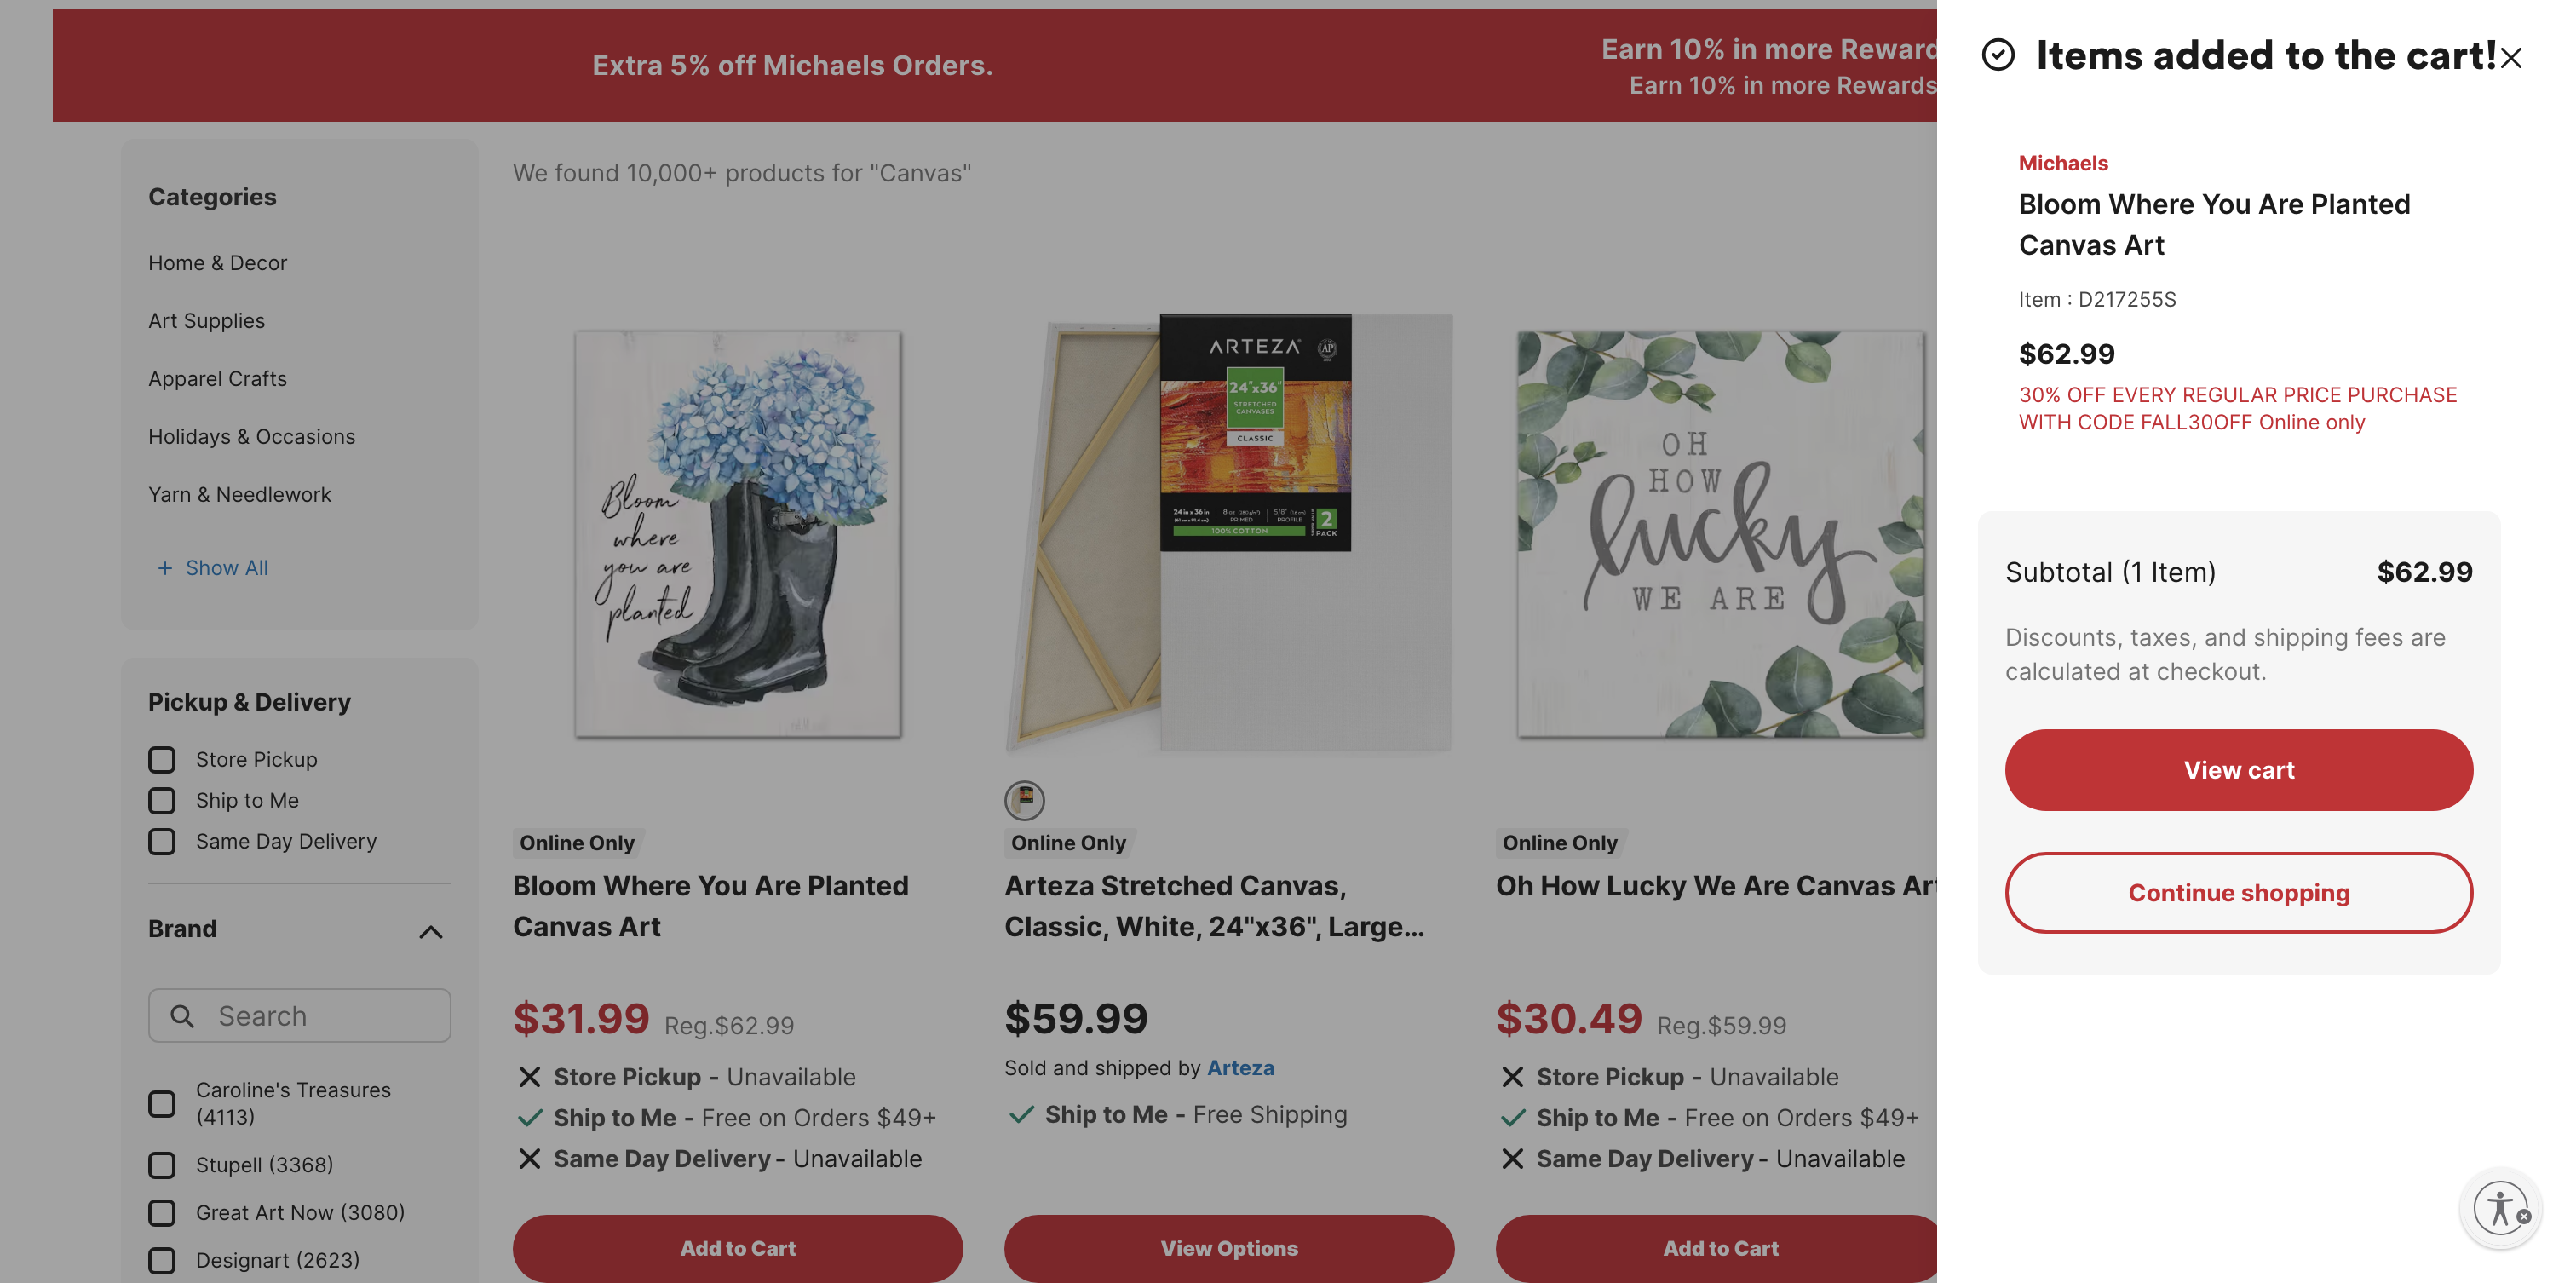 Extra 5% off Michaels Orders.
Earn 10% in more Reward
Earn 10% in more Rewards
Categories
Home & Decor
Art Supplies
Apparel Crafts
Holidays & Occasions
Yarn & Needlework
+ Show All
Pickup & Delivery
Store Pickup
Ship to Me
Same Day Delivery
Brand
Search
Caroline's Treasures
(4113)
Stupell (3368)
Great Art Now (3080)
Designart (2623)
We found 10,000+ products for "Canvas"
Bloom
where
you are
planted
Online Only
Bloom Where You Are Planted
Canvas Art
$31.99 Reg.$62.99
Store Pickup - Unavailable
Ship to Me - Free on Orders $49+
Same Day Delivery - Unavailable
Add to Cart
ARTEZA
AP
24"x36"
STRETCHED
CANVASES
CLASSIC
24 in x 36 in
8 oz
5/8"
PRIMED
PROFILE
100% COTTON
2
PACK
Online Only
Arteza Stretched Canvas,
Classic, White, 24"x36", Large...
$59.99
Sold and shipped by Arteza
Ship to Me - Free Shipping
View Options
OH
HOW
lucky
WE ARE
Online Only
Oh How Lucky We Are Canvas Art
$30.49 Reg.$59.99
Store Pickup - Unavailable
Ship to Me - Free on Orders $49+
Same Day Delivery - Unavailable
Add to Cart
Items added to the cart!
Michaels
Bloom Where You Are Planted
Canvas Art
Item : D217255S
$62.99
30% OFF EVERY REGULAR PRICE PURCHASE
WITH CODE FALL30OFF Online only
Subtotal (1 Item) $62.99
Discounts, taxes, and shipping fees are
calculated at checkout.
View cart
Continue shopping